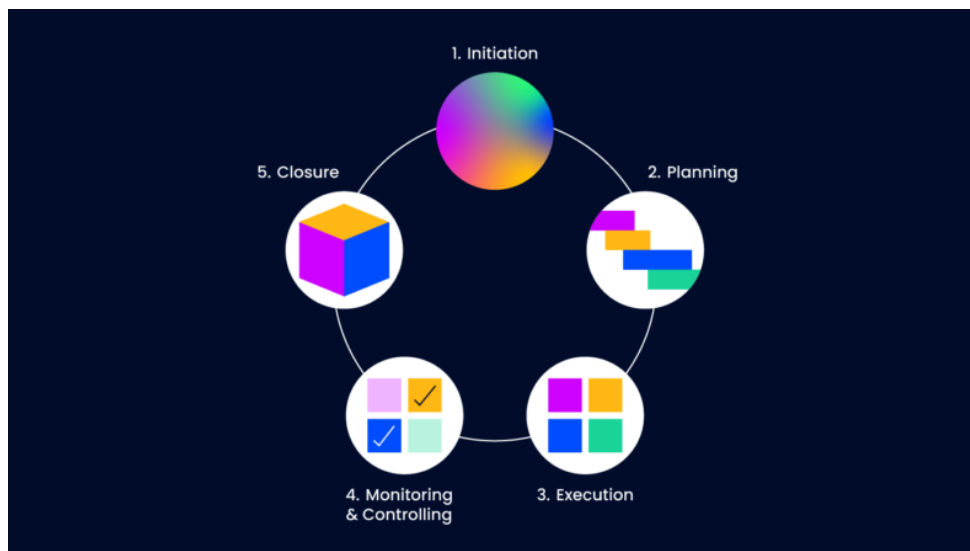 1. Initiation
2. Planning
3. Execution
4. Monitoring
& Controlling
5. Closure